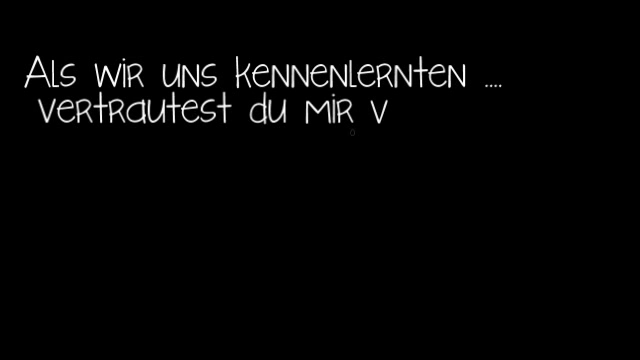 Als wir uns kennenlernten ....
vertrautest du mir v